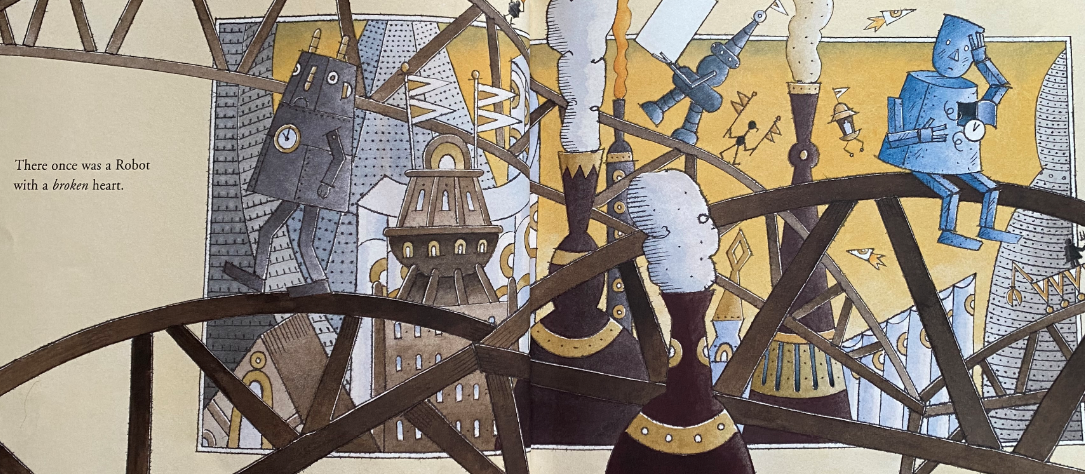 There once was a Robot
with a broken heart.